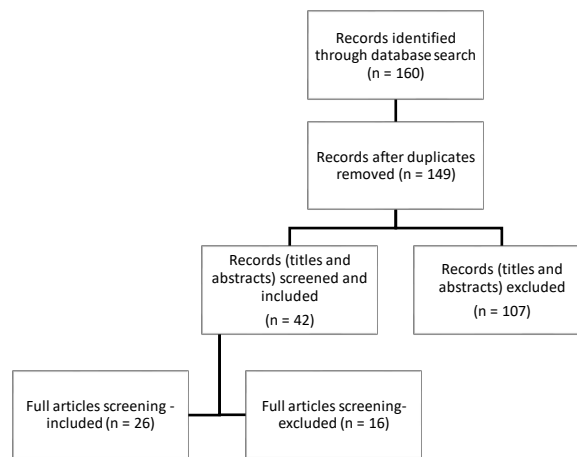 Records identified
through database search
(n = 160)
Records after duplicates
removed (n = 149)
Records (titles and
abstracts) screened and
included
(n = 42)
Records (titles and
abstracts) excluded
(n = 107)
Full articles screening -
included (n = 26)
Full articles screening-
excluded (n = 16)